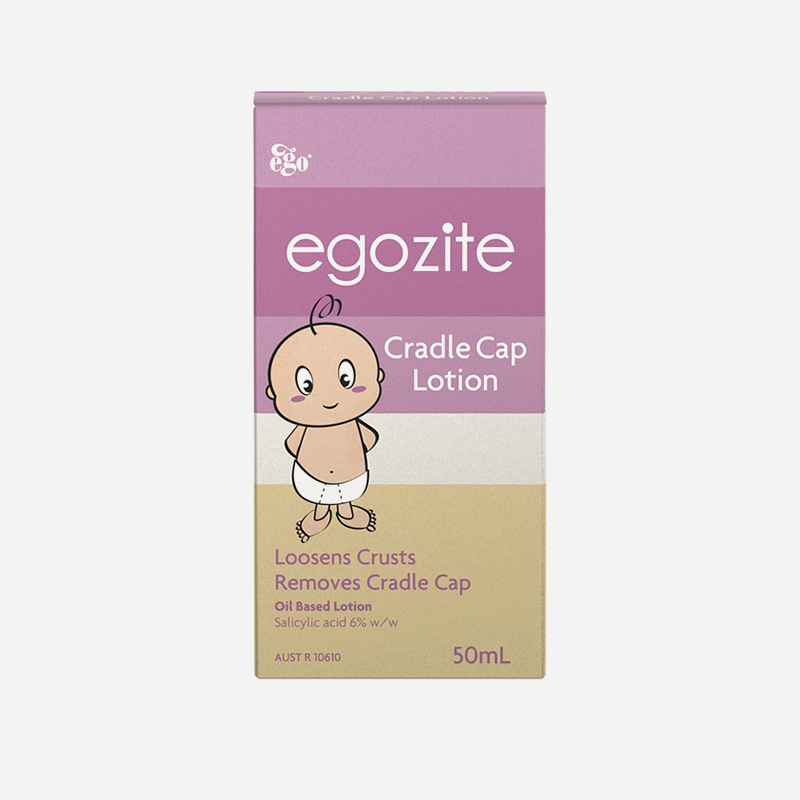 Cradle Cap Lotion
ego®
egozite
Cradle Cap
Lotion
Loosens Crusts
Removes Cradle Cap
Oil Based Lotion
Salicylic acid 6% w/w
AUST R 10610
50mL